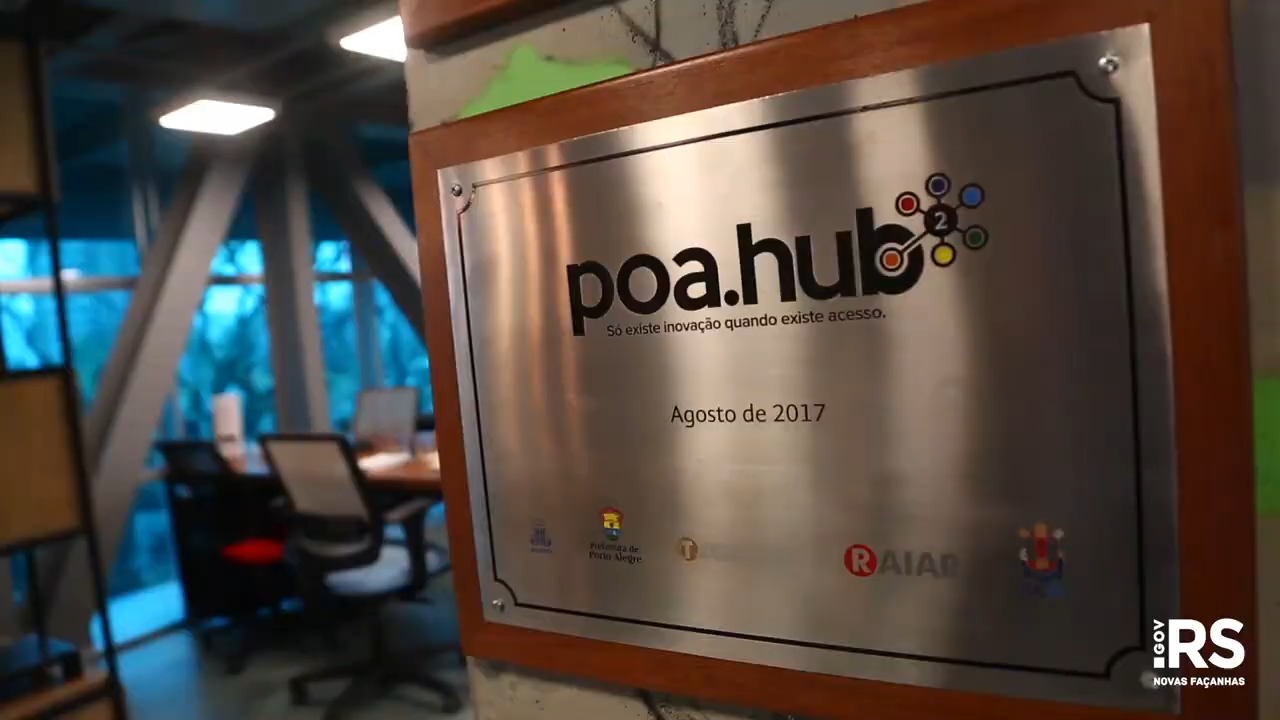 poa.hub
2
Só existe inovação quando existe acesso.
Agosto de 2017
Prefeitura de
Porto Alegre
T
RAIAR
GOV
RS
NOVAS FAÇANHAS